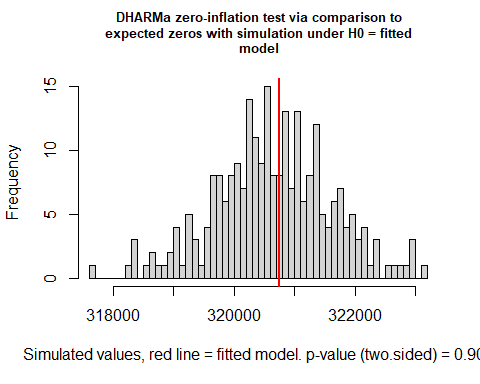 DHARMa zero-inflation test via comparison to
expected zeros with simulation under H0 = fitted
model
Frequency
15
10
5
0
318000 320000 322000
Simulated values, red line = fitted model. p-value (two.sided) = 0.90